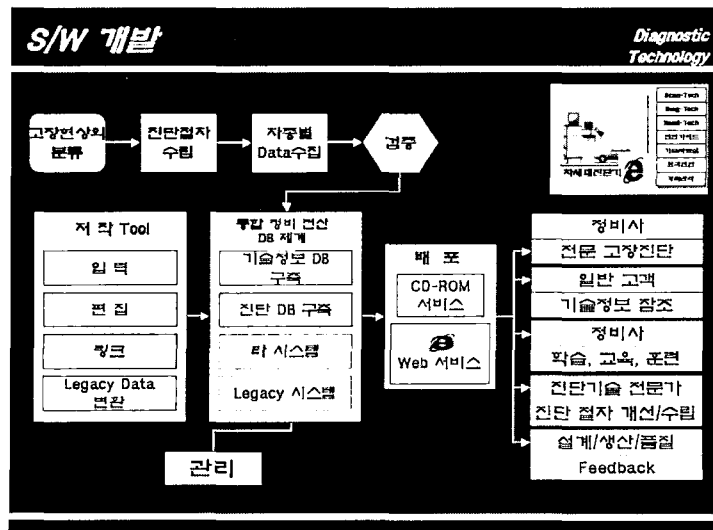 S/W 개발
Diagnostic
Technology
고장현상의
분류
진단절차
수립
차종별
Data수집
검증
저 작 Tool
입 력
편 집
링크
Legacy Data
변환
통합 정비 전산
DB 체계
기술정보 DB
구축
진단 DB 구축
타 시스템
Legacy 시스템
관리
배 포
CD-ROM
서비스
Web 서비스
정비사
전문 고장진단
일반 고객
기술정보 참조
정비사
학습, 교육, 훈련
진단기술 전문가
진단 절차 개선/수립
설계/생산/품질
Feedback